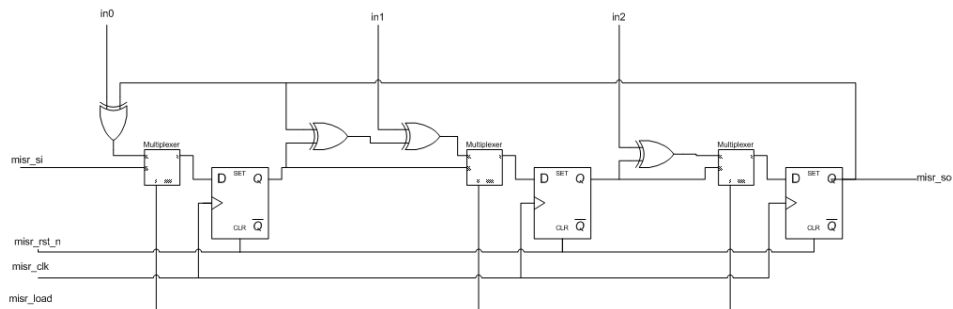 in0
in1
in2
Multiplexer
Multiplexer
Multiplexer
misr_si
D SET Q
CLR Q
D SET Q
CLR Q
D SET Q
CLR Q
misr_so
misr_rst_n
misr_clk
misr_load